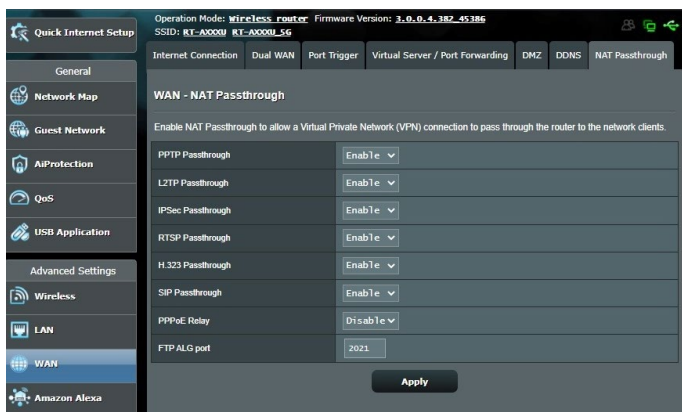 Quick Internet Setup
General
Network Map
Guest Network
AiProtection
QoS
USB Application
Advanced Settings
Wireless
LAN
WAN
Amazon Alexa
Operation Mode: Wireless router Firmware Version: 3.0.0.4.382_45386
SSID: RT-AXXXU RT-AXXXU_5G
Internet Connection Dual WAN Port Trigger Virtual Server / Port Forwarding DMZ DDNS NAT Passthrough
WAN - NAT Passthrough
Enable NAT Passthrough to allow a Virtual Private Network (VPN) connection to pass through the router to the network clients.
PPTP Passthrough Enable
L2TP Passthrough Enable
IPSec Passthrough Enable
RTSP Passthrough Enable
H.323 Passthrough Enable
SIP Passthrough Enable
PPPoE Relay Disable
FTP ALG port 2021
Apply